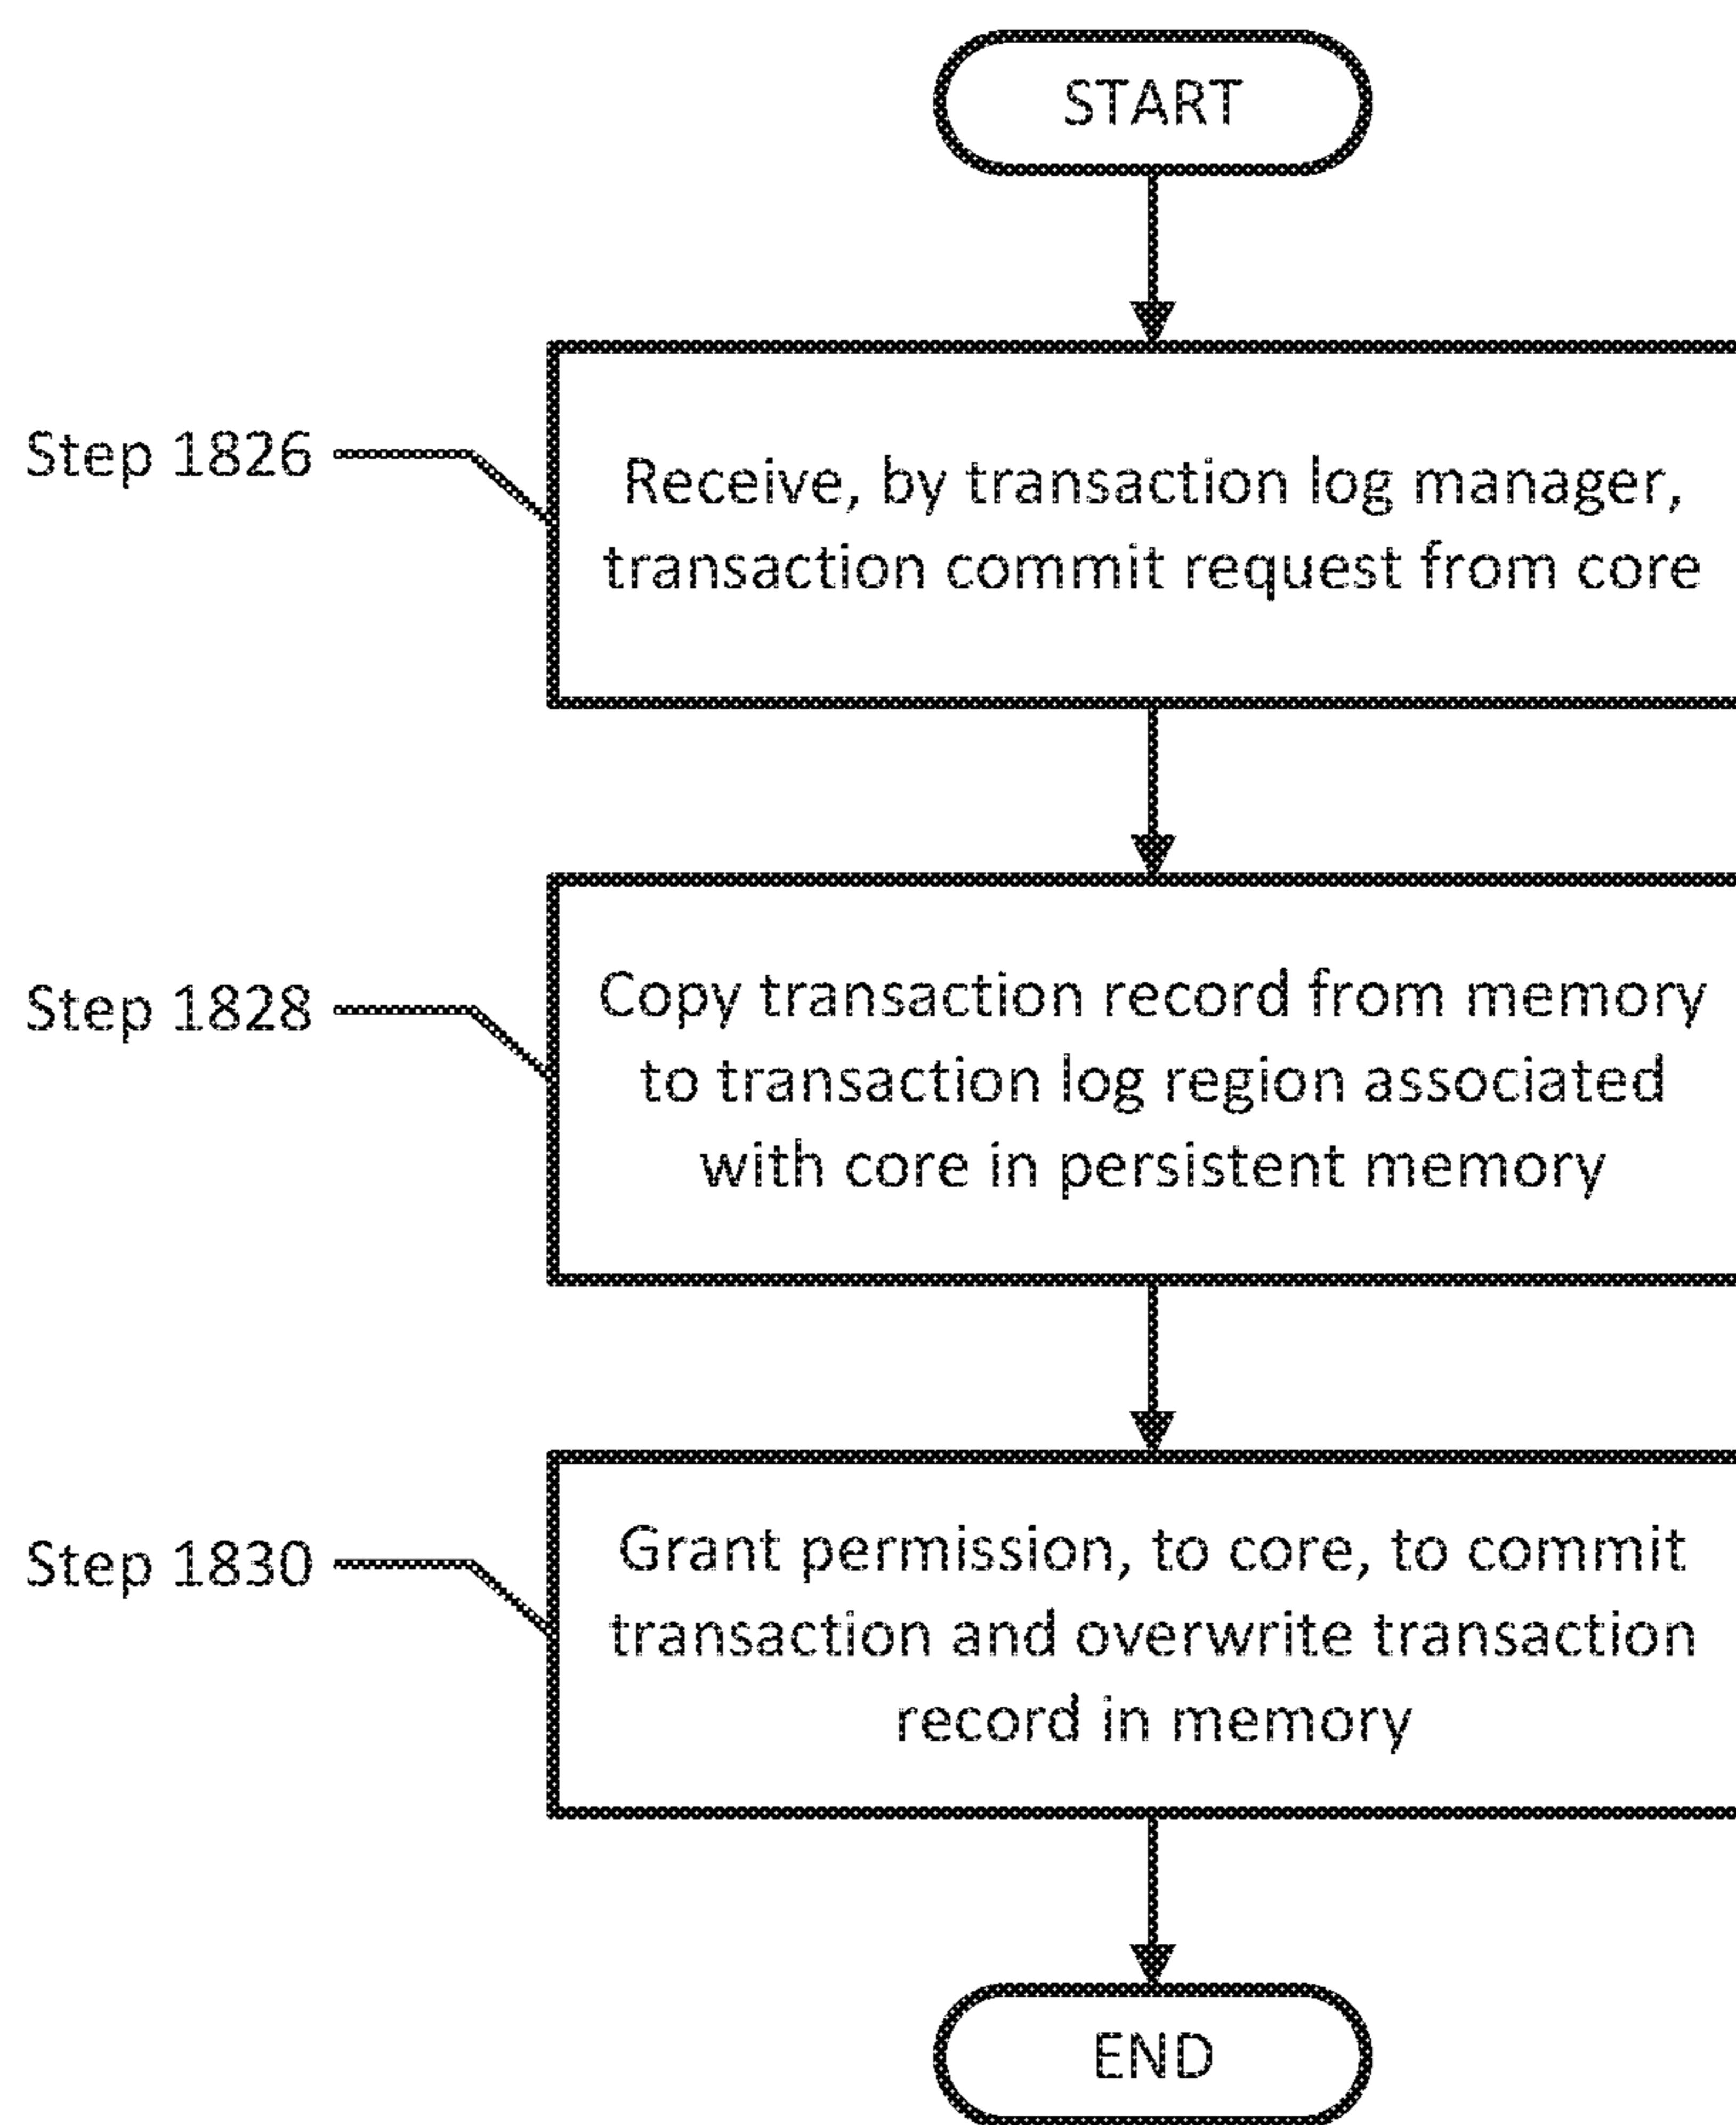 START
Step 1826
Receive, by transaction log manager,
transaction commit request from core
Step 1828
Copy transaction record from memory
to transaction log region associated
with core in persistent memory
Step 1830
Grant permission, to core, to commit
transaction and overwrite transaction
record in memory
END